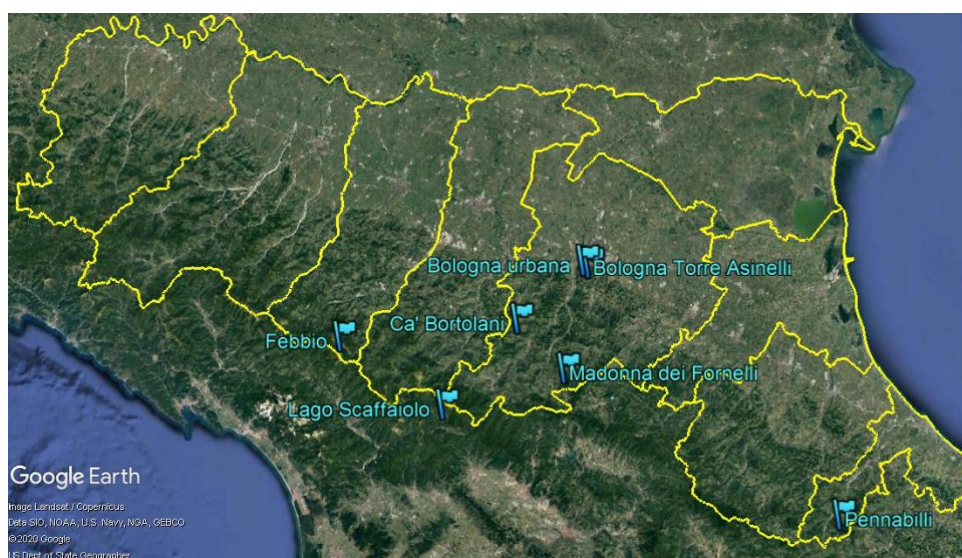 Bologna urbana
Bologna Torre Asinelli
Ca' Bortolani
Febbio
Madonna dei Fornelli
Lago Scaffaiolo
Google Earth
Image Landsat / Copernicus
Data SIO, NOAA, U.S. Navy, NGA, GEBCO
©2020 Google
US Dept of State Geographer
Pennabilli